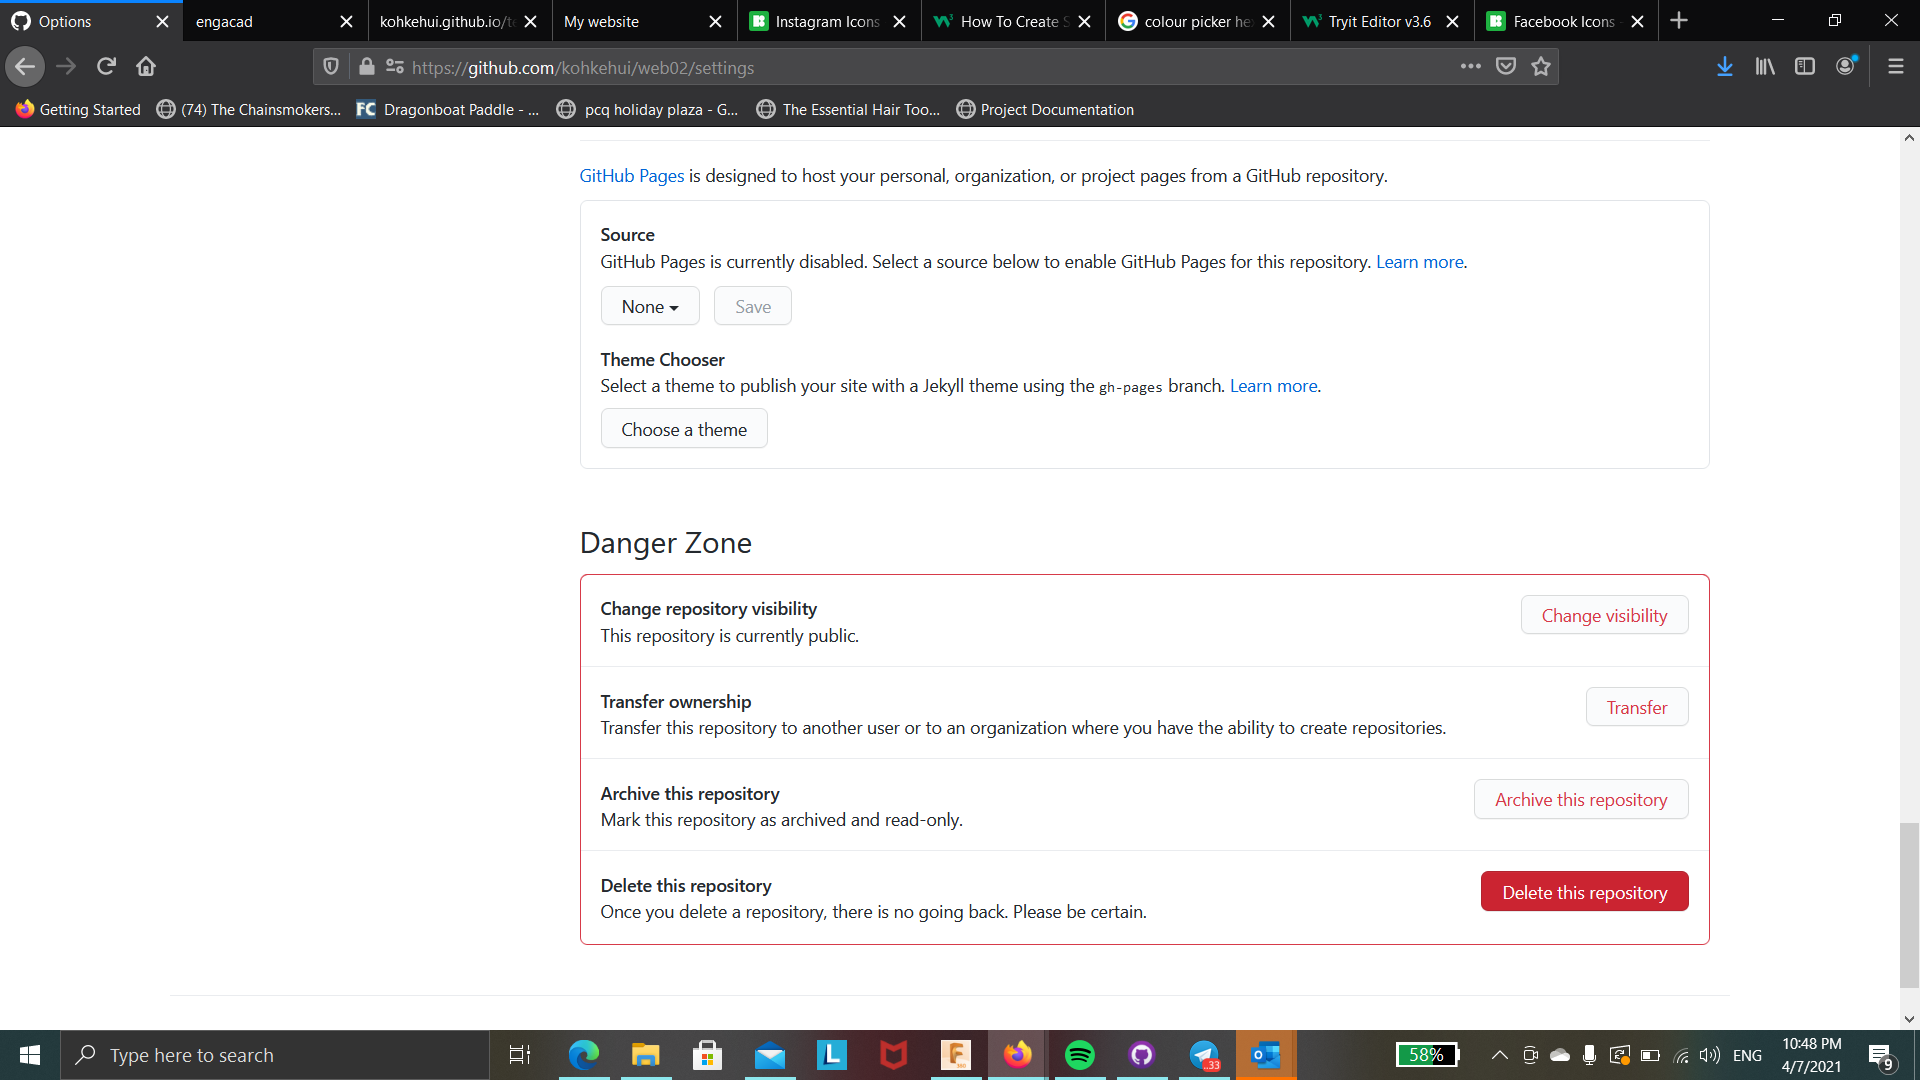 Options
engacad
kohkehui.github.io/te
My website
Instagram Icons
How To Create S
colour picker he
Tryit Editor v3.6
Facebook Icons -
https://github.com/kohkehui/web02/settings
Getting Started
(74) The Chainsmokers...
FC
Dragonboat Paddle - ...
pcq holiday plaza - G...
The Essential Hair Too...
Project Documentation
GitHub Pages is designed to host your personal, organization, or project pages from a GitHub repository.
Source
GitHub Pages is currently disabled. Select a source below to enable GitHub Pages for this repository. Learn more.
None
Save
Theme Chooser
Select a theme to publish your site with a Jekyll theme using the gh-pages branch. Learn more.
Choose a theme
Danger Zone
Change repository visibility
This repository is currently public.
Change visibility
Transfer ownership
Transfer this repository to another user or to an organization where you have the ability to create repositories.
Transfer
Archive this repository
Mark this repository as archived and read-only.
Archive this repository
Delete this repository
Once you delete a repository, there is no going back. Please be certain.
Delete this repository
Type here to search
L
F
33
58%
ENG
10:48 PM
4/7/2021
9